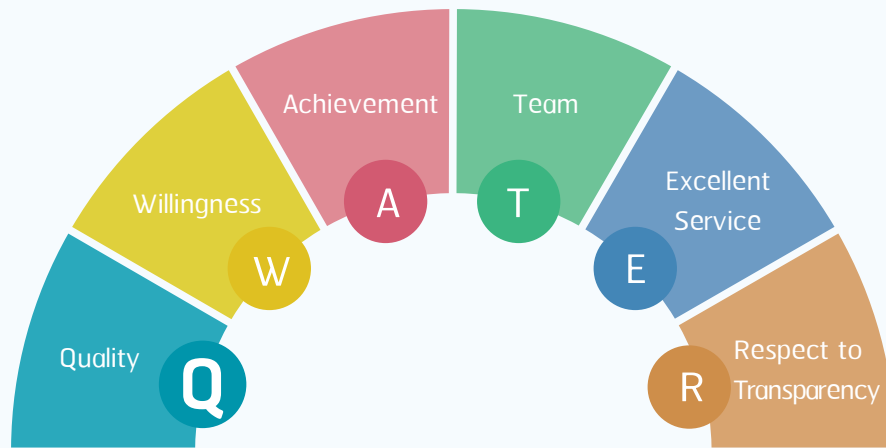 Quality
Q
Willingness
W
Achievement
A
Team
T
Excellent
Service
E
Respect to
Transparency
R